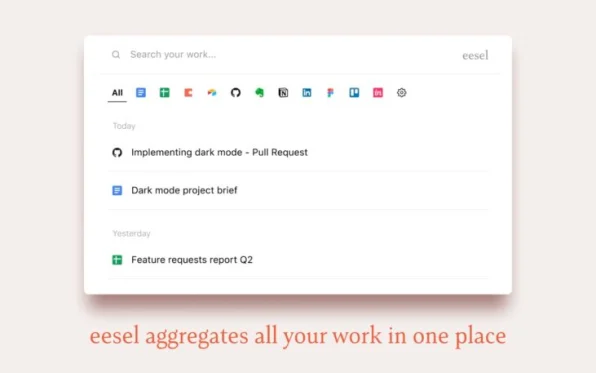 Search your work...
eesel
All
Today
Implementing dark mode - Pull Request
Dark mode project brief
Yesterday
Feature requests report Q2
eesel aggregates all your work in one place